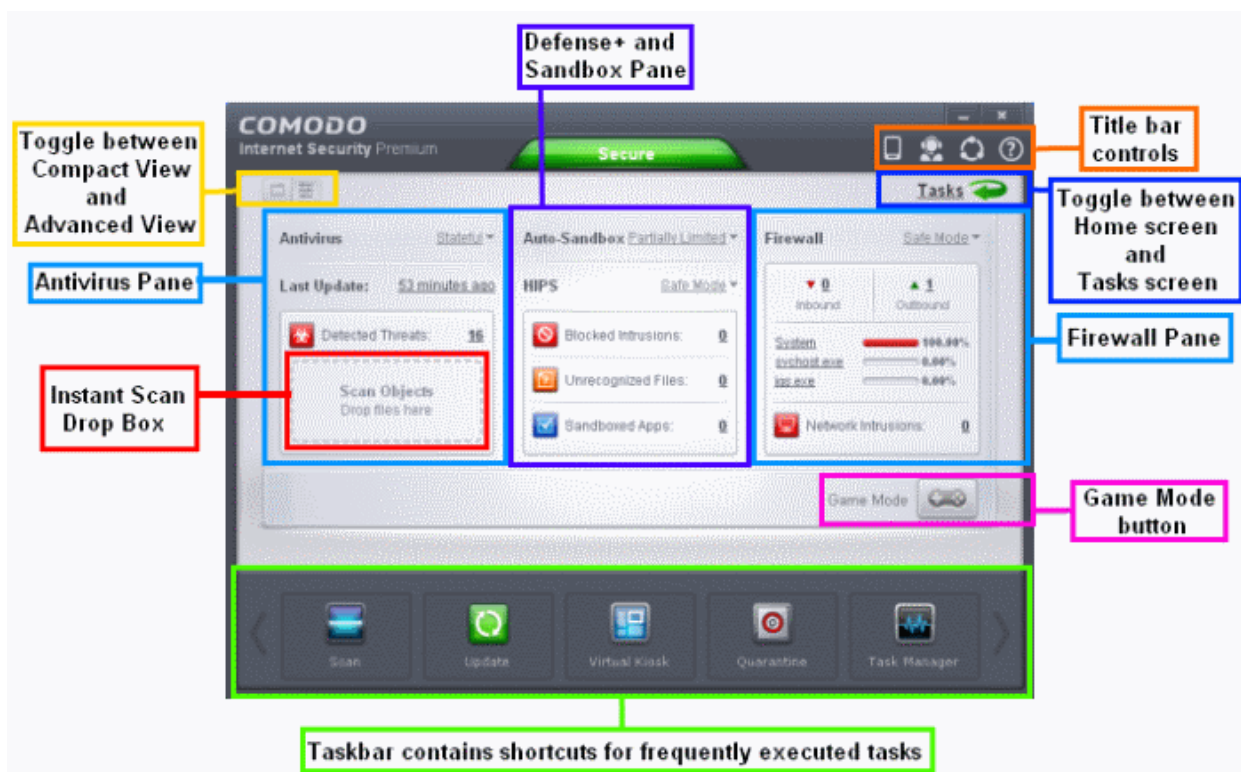 Defense+ and
Sandbox Pane
COMODO
Internet Security Premium
Secure
Title bar
controls
Toggle between
Compact View
and
Advanced View
Tasks
Toggle between
Home screen
and
Tasks screen
Antivirus Stateful
Auto-Sandbox Partially Limited
Firewall Safe Mode
Antivirus Pane
Last Update: 53 minutes ago
HIPS Safe Mode
0 Inbound
1 Outbound
Detected Threats: 16
Blocked Intrusions: 0
System 100.00%
svchost.exe 0.00%
Firewall Pane
Instant Scan
Drop Box
Scan Objects
Drop files here
Unrecognized Files: 0
0.00%
Sandboxed Apps: 0
Network Intrusions: 0
Game Mode
Game Mode
button
Scan
Update
Virtual Kiosk
Quarantine
Task Manager
Taskbar contains shortcuts for frequently executed tasks